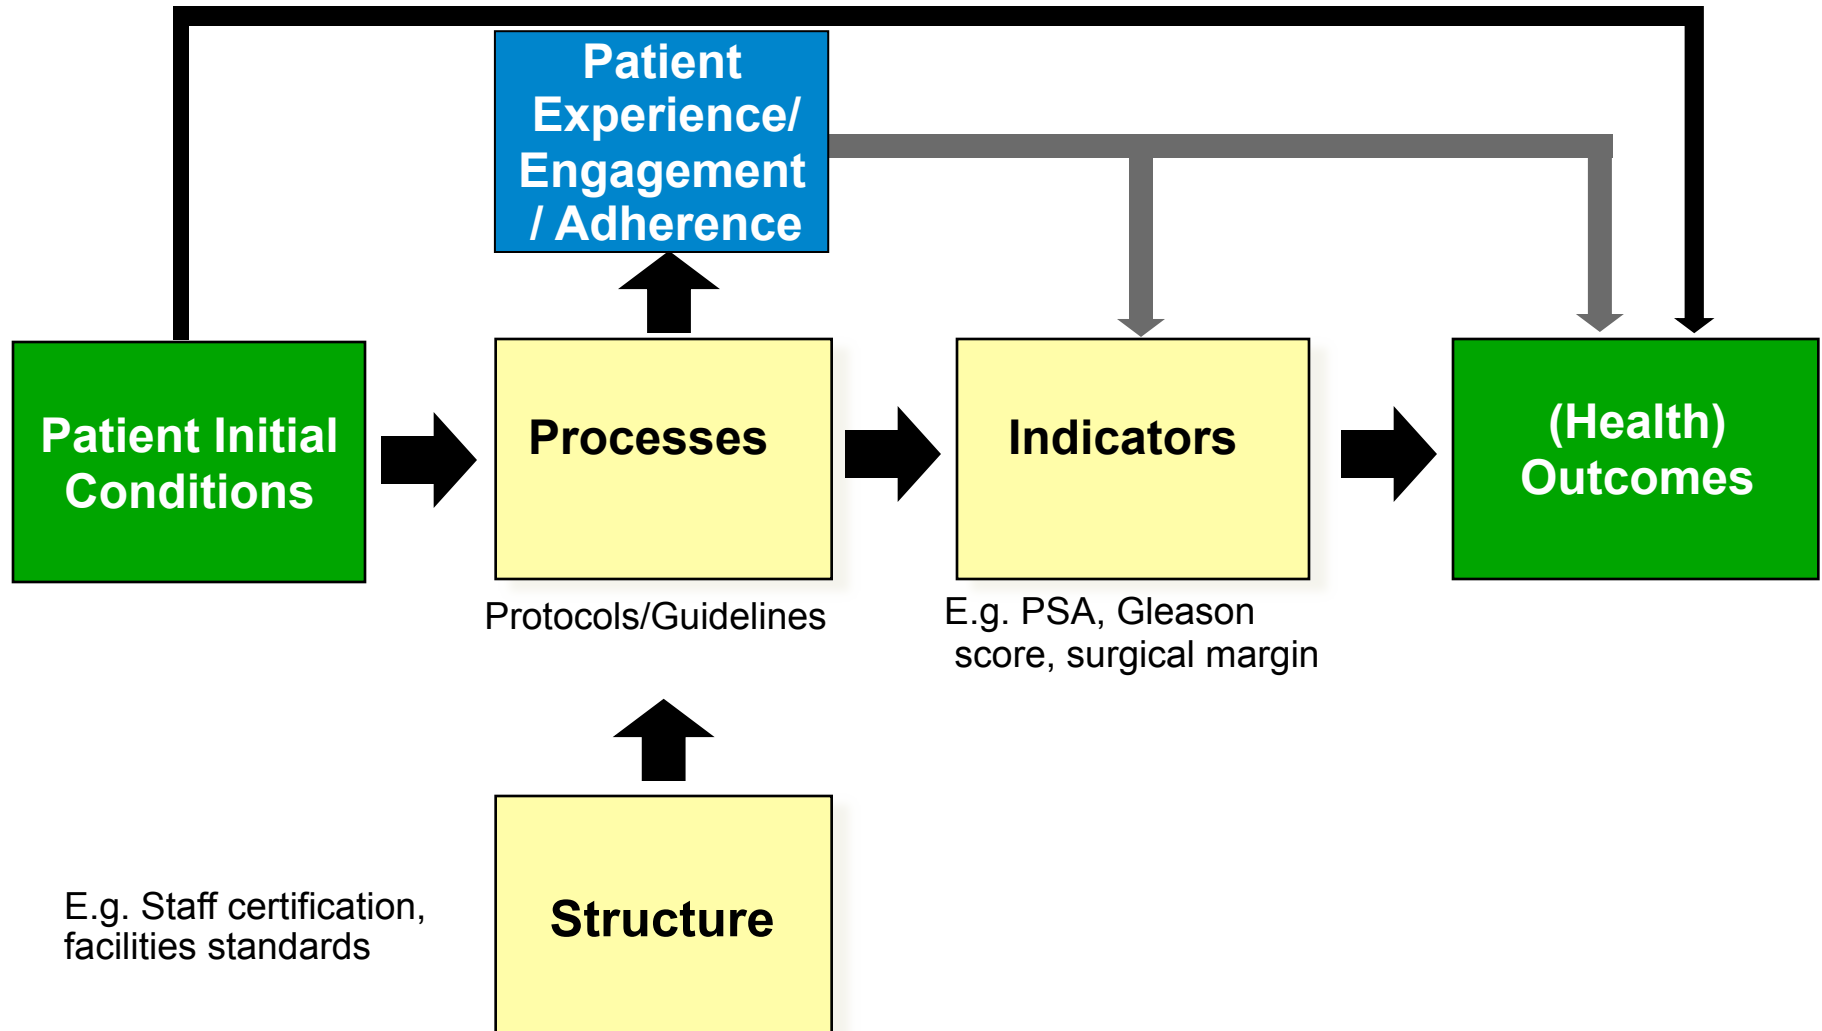 Patient
Experience/
Engagement
/ Adherence
Patient Initial
Conditions
Processes
Indicators
(Health)
Outcomes
Protocols/Guidelines
E.g. PSA, Gleason
score, surgical margin
E.g. Staff certification,
facilities standards
Structure